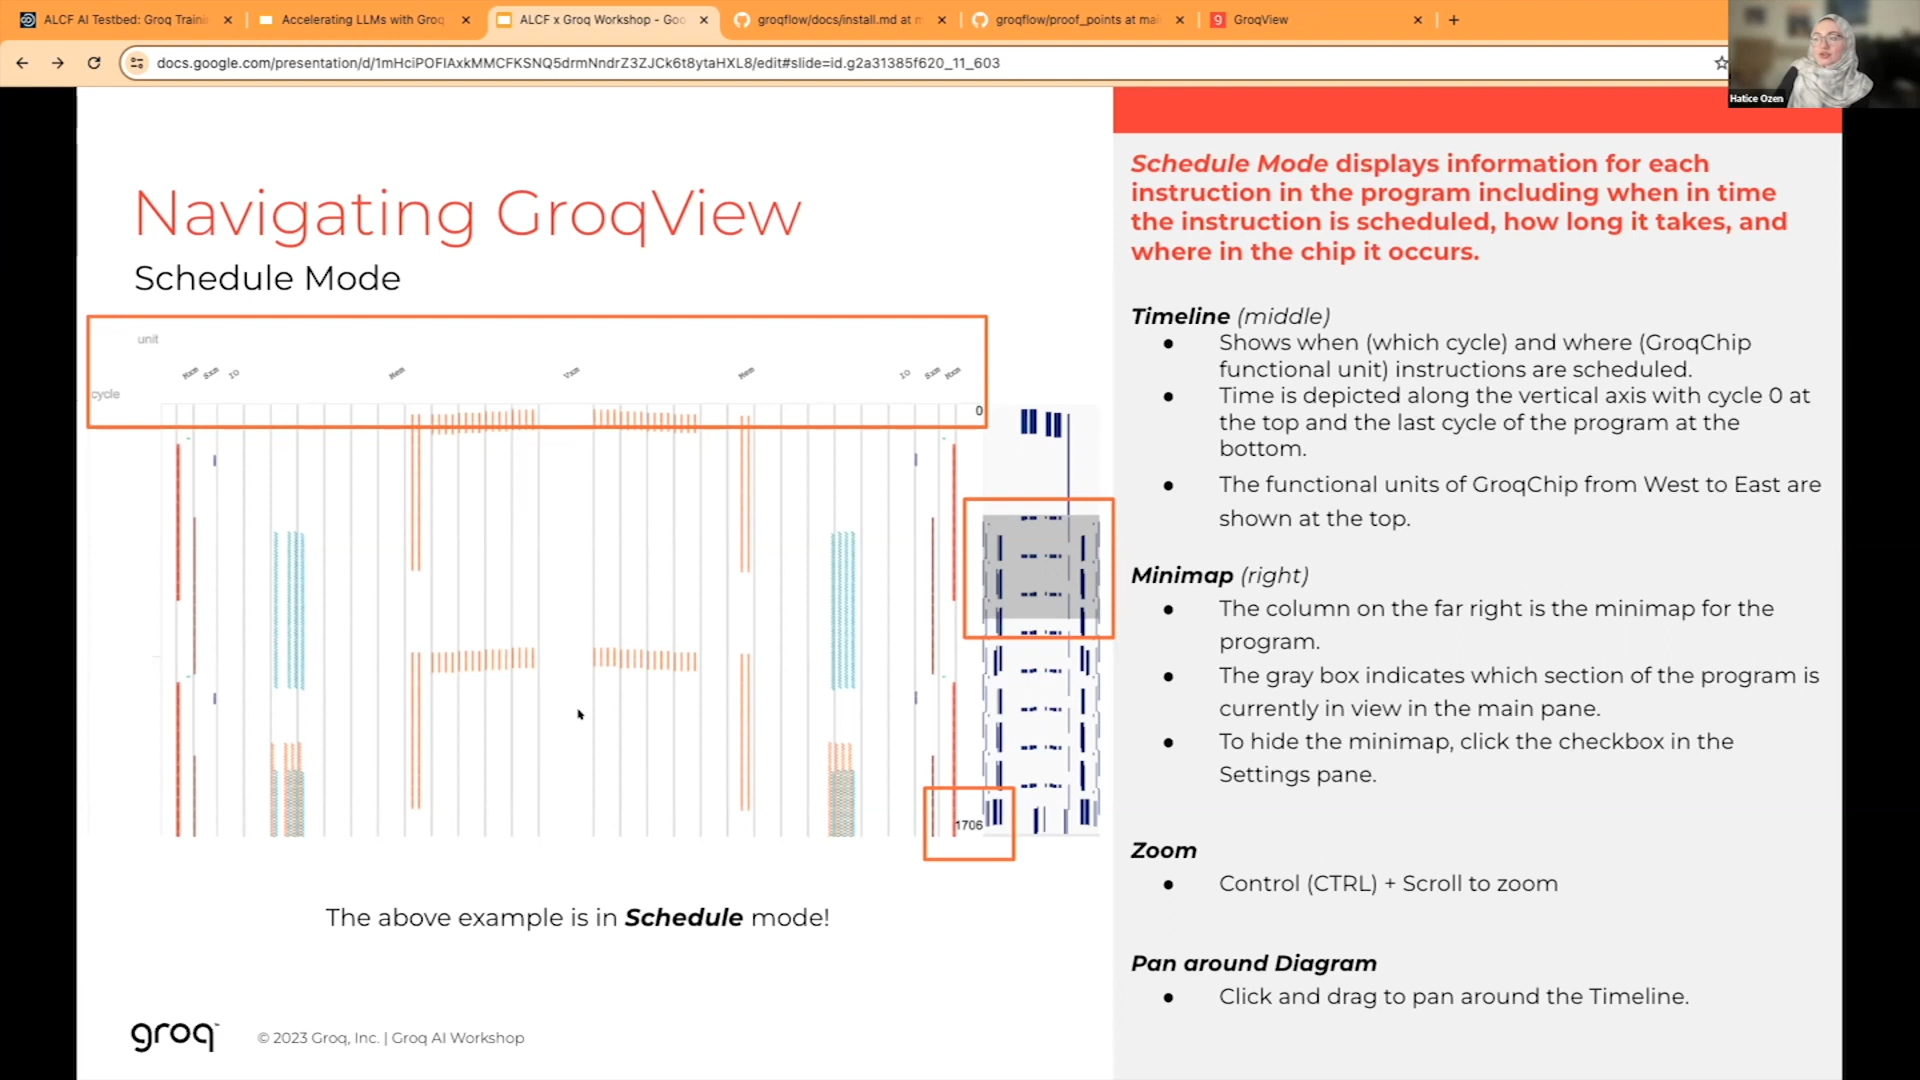 ALCF AI Testbed: Groq Traini
Accelerating LLMs with Groq
ALCF x Groq Workshop - Goo
groqflow/docs/install.md at m
groqflow/proof_points at mai
GroqView
docs.google.com/presentation/d/1mHciPOFIAxkMMCFKSNQ5drmNndrZ3ZJCk6t8ytaHXL8/edit#slide=id.g2a31385f620_11_603
Hatice Ozen
Navigating GroqView
Schedule Mode
unit
Mxm Sxm IO Mem Vxm Mem IO Sxm Mxm
cycle
0
1706
The above example is in Schedule mode!
groq
© 2023 Groq, Inc. | Groq AI Workshop
Schedule Mode displays information for each
instruction in the program including when in time
the instruction is scheduled, how long it takes, and
where in the chip it occurs.
Timeline (middle)
● Shows when (which cycle) and where (GroqChip
functional unit) instructions are scheduled.
● Time is depicted along the vertical axis with cycle 0 at
the top and the last cycle of the program at the
bottom.
● The functional units of GroqChip from West to East are
shown at the top.
Minimap (right)
● The column on the far right is the minimap for the
program.
● The gray box indicates which section of the program is
currently in view in the main pane.
● To hide the minimap, click the checkbox in the
Settings pane.
Zoom
● Control (CTRL) + Scroll to zoom
Pan around Diagram
● Click and drag to pan around the Timeline.